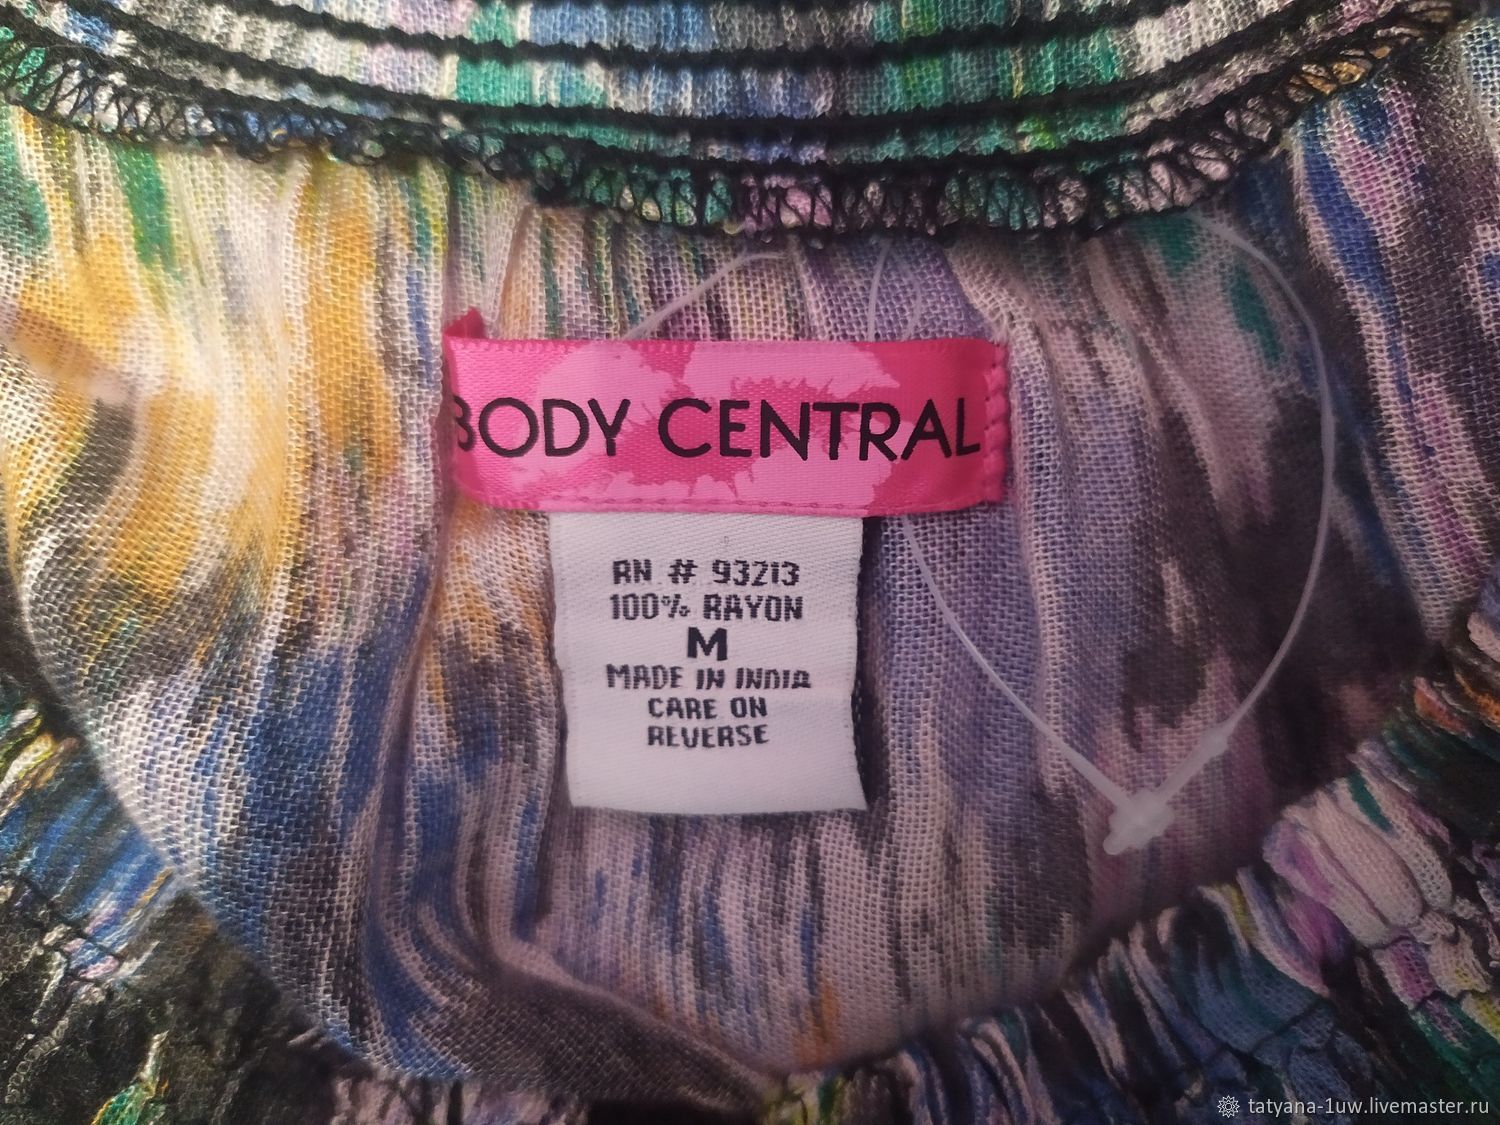 BODY CENTRAL
RN # 93213
100% RAYON
M
MADE IN INDIA
CARE ON
REVERSE
tatyana-1uw.livemaster.ru